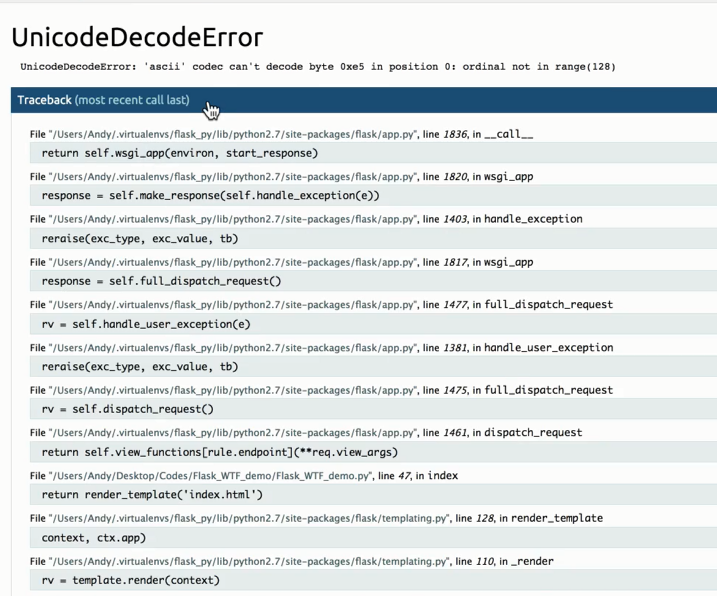 UnicodeDecodeError
UnicodeDecodeError: 'ascii' codec can't decode byte 0xe5 in position 0: ordinal not in range(128)
Traceback (most recent call last)
File "/Users/Andy/.virtualenvs/flask_py/lib/python2.7/site-packages/flask/app.py", line 1836, in __call__
return self.wsgi_app(environ, start_response)
File "/Users/Andy/.virtualenvs/flask_py/lib/python2.7/site-packages/flask/app.py", line 1820, in wsgi_app
response = self.make_response(self.handle_exception(e))
File "/Users/Andy/.virtualenvs/flask_py/lib/python2.7/site-packages/flask/app.py", line 1403, in handle_exception
reraise(exc_type, exc_value, tb)
File "/Users/Andy/.virtualenvs/flask_py/lib/python2.7/site-packages/flask/app.py", line 1817, in wsgi_app
response = self.full_dispatch_request()
File "/Users/Andy/.virtualenvs/flask_py/lib/python2.7/site-packages/flask/app.py", line 1477, in full_dispatch_request
rv = self.handle_user_exception(e)
File "/Users/Andy/.virtualenvs/flask_py/lib/python2.7/site-packages/flask/app.py", line 1381, in handle_user_exception
reraise(exc_type, exc_value, tb)
File "/Users/Andy/.virtualenvs/flask_py/lib/python2.7/site-packages/flask/app.py", line 1475, in full_dispatch_request
rv = self.dispatch_request()
File "/Users/Andy/.virtualenvs/flask_py/lib/python2.7/site-packages/flask/app.py", line 1461, in dispatch_request
return self.view_functions[rule.endpoint](**req.view_args)
File "/Users/Andy/Desktop/Codes/Flask_WTF_demo/Flask_WTF_demo.py", line 47, in index
return render_template('index.html')
File "/Users/Andy/.virtualenvs/flask_py/lib/python2.7/site-packages/flask/templating.py", line 128, in render_template
context, ctx.app)
File "/Users/Andy/.virtualenvs/flask_py/lib/python2.7/site-packages/flask/templating.py", line 110, in _render
rv = template.render(context)